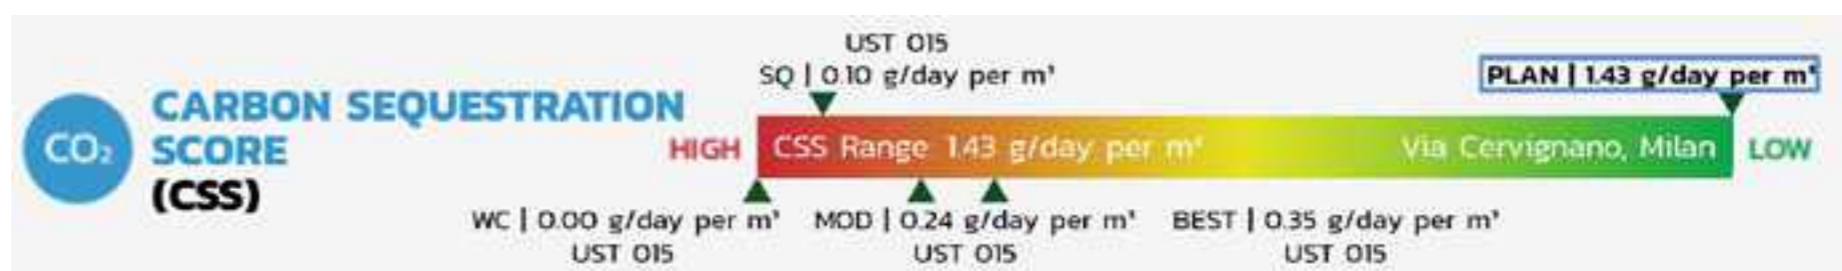 UST 015
SQ | 0.10 g/day per m²
PLAN | 1.43 g/day per m²
CO₂
CARBON SEQUESTRATION
SCORE
(CSS)
HIGH
CSS Range 1.43 g/day per m²
Via Cervignano, Milan
LOW
WC | 0.00 g/day per m²
UST 015
MOD | 0.24 g/day per m²
UST 015
BEST | 0.35 g/day per m²
UST 015